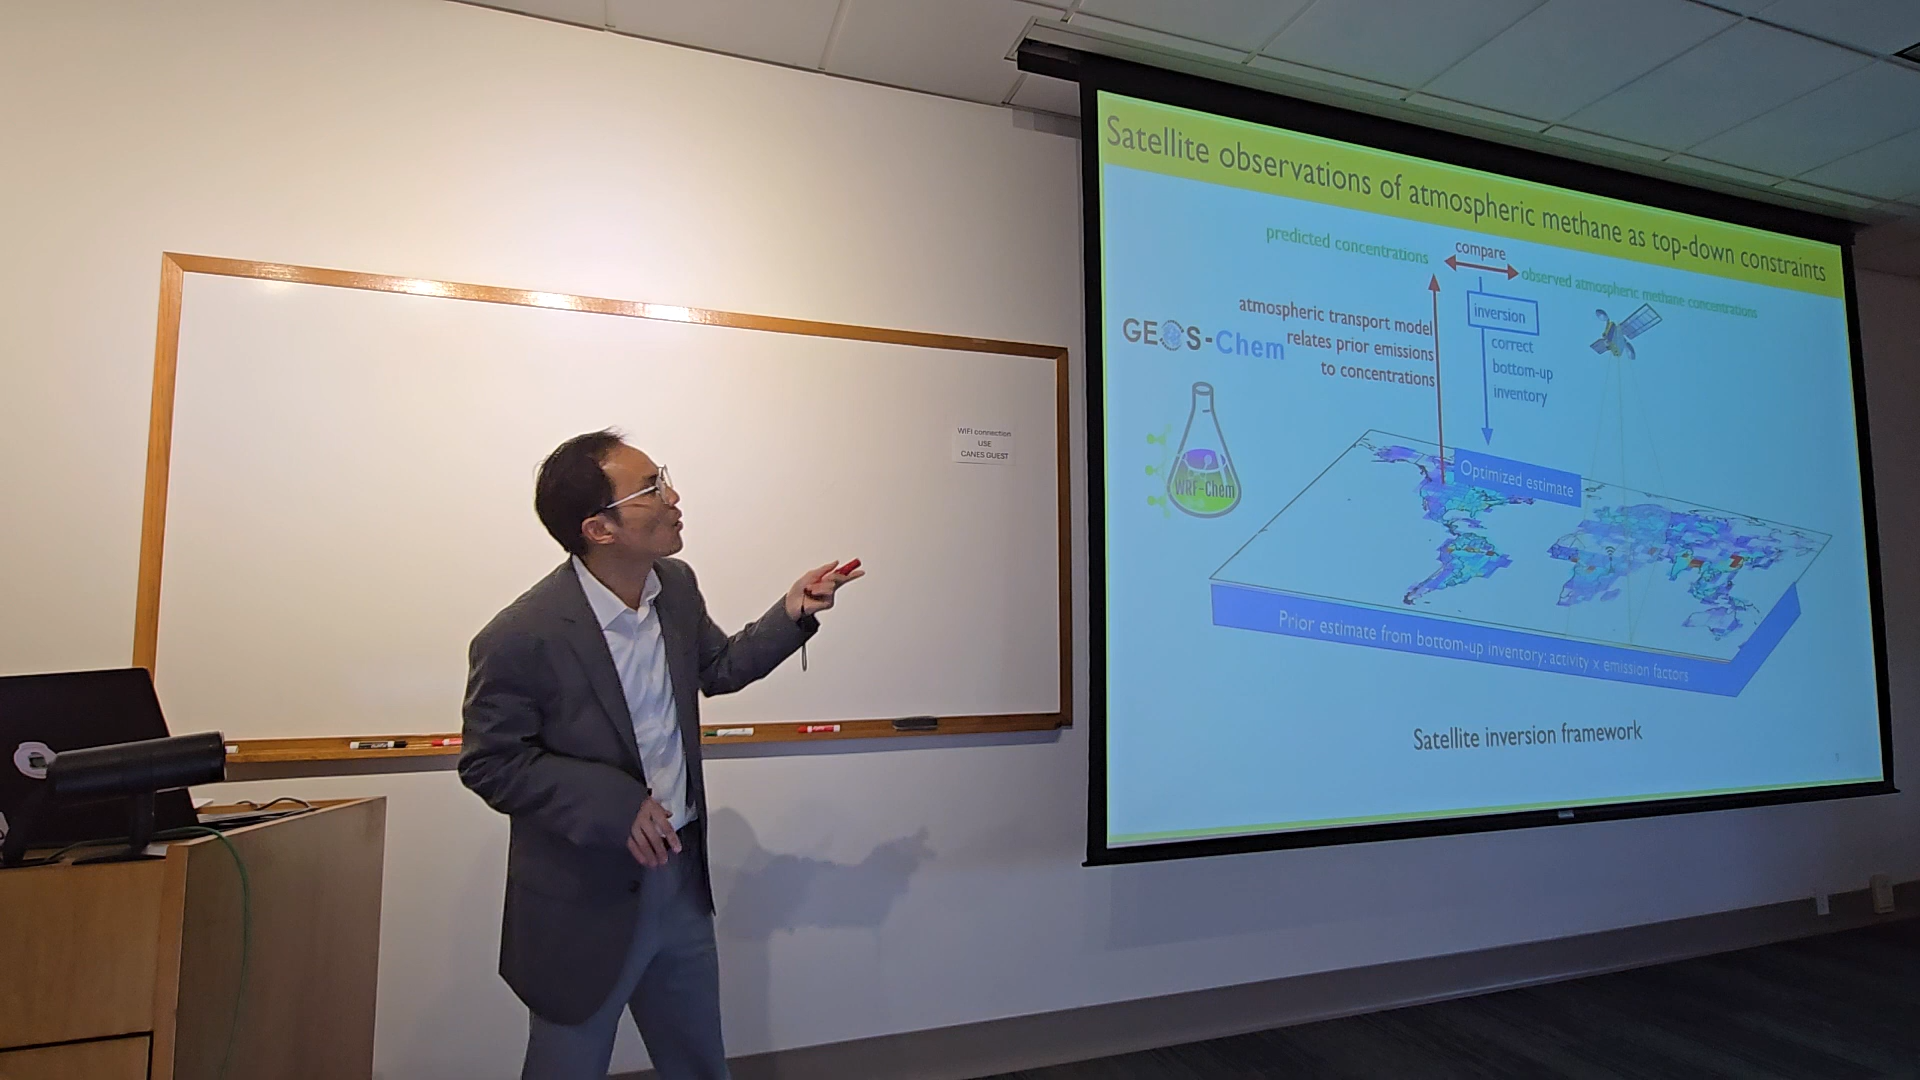 Satellite observations of atmospheric methane as top-down constraints
predicted concentrations
compare
observed atmospheric methane concentrations
inversion
atmospheric transport model
relates prior emissions
to concentrations
GEOS-Chem
correct
bottom-up
inventory
WRF-Chem
Optimized estimate
Prior estimate from bottom-up inventory: activity x emission factors
Satellite inversion framework
WIFI connection
USE
CANES GUEST